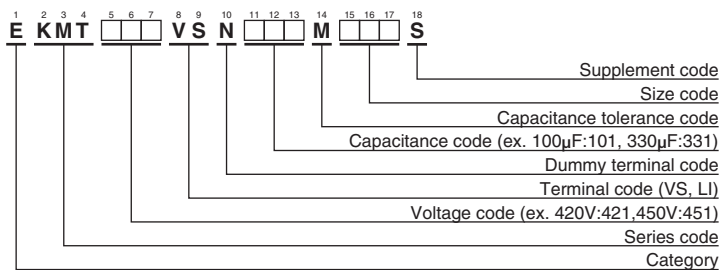 1 2 3 4 5 6 7 8 9 10 11 12 13 14 15 16 17 18
E KMT □□□ VS N □□□ M □□□ S
Supplement code
Size code
Capacitance tolerance code
Capacitance code (ex. 100μF:101, 330μF:331)
Dummy terminal code
Terminal code (VS, LI)
Voltage code (ex. 420V:421,450V:451)
Series code
Category